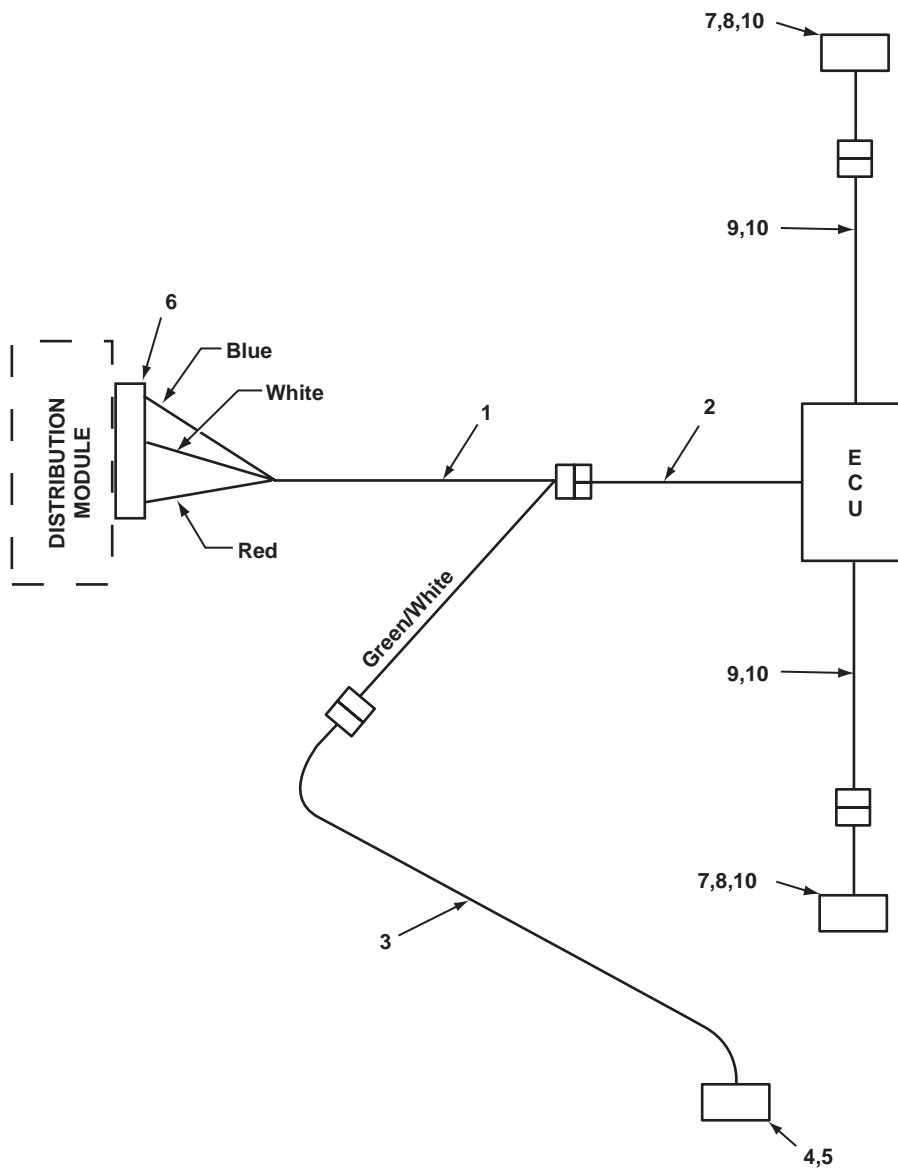 7,8,10
9,10
6
Blue
White
1
2
DISTRIBUTION
MODULE
E
C
U
Red
Green/White
9,10
7,8,10
3
4,5